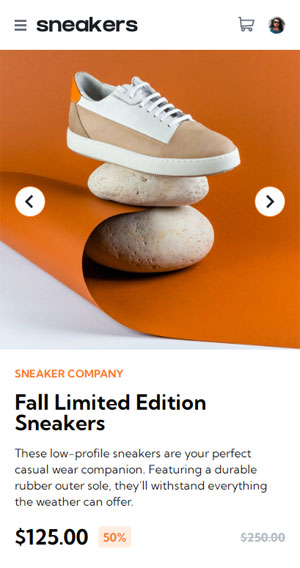 sneakers
SNEAKER COMPANY
Fall Limited Edition
Sneakers
These low-profile sneakers are your perfect
casual wear companion. Featuring a durable
rubber outer sole, they'll withstand everything
the weather can offer.
$125.00 50% $250.00